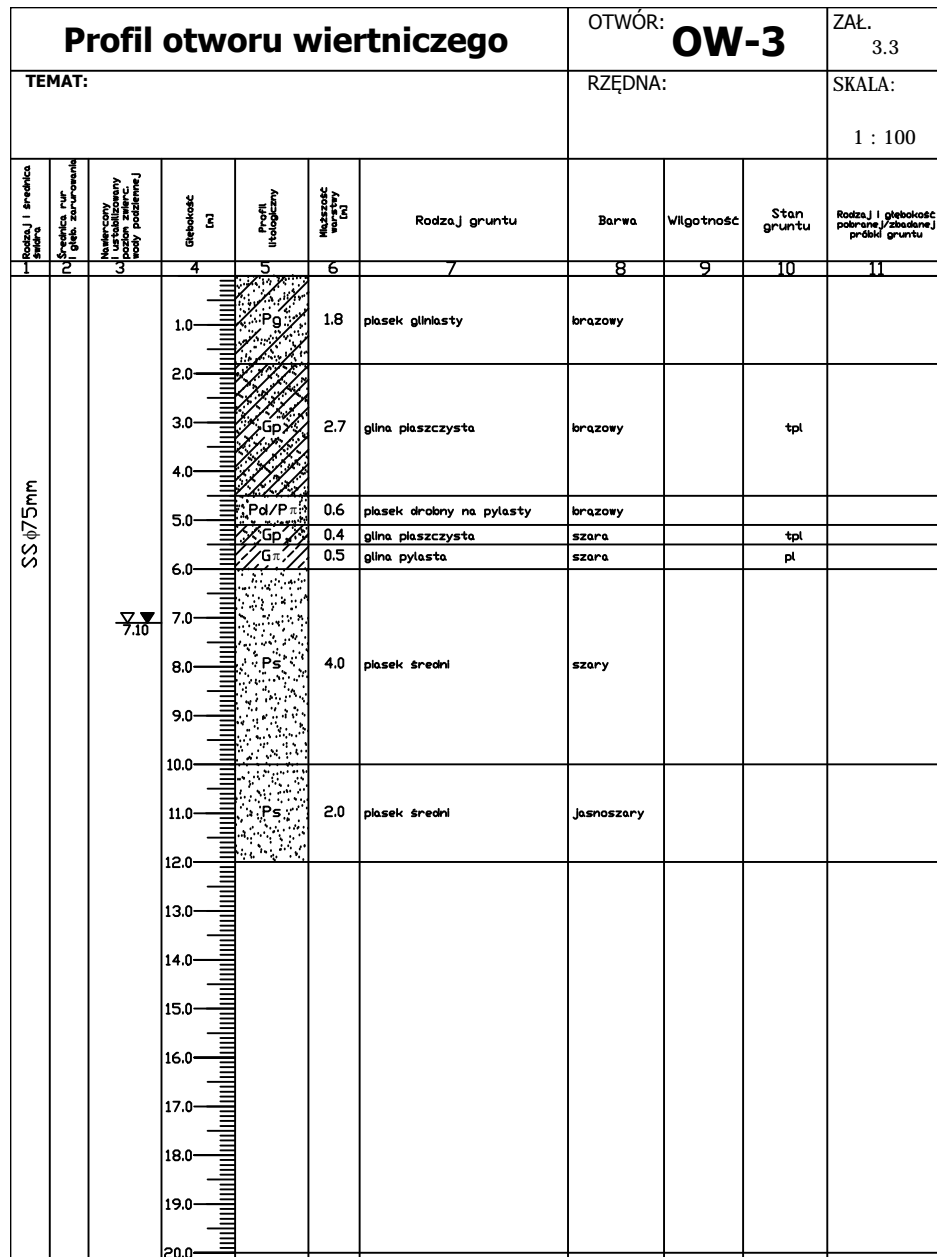 Profil otworu wiertniczego
OTWÓR: OW-3
ZAŁ.
3.3
TEMAT:
RZĘDNA:
SKALA:
1 : 100
Rodzaj i średnica
świdra
Średnica rur
i głęb. zarurowania
Nawiercony
i ustabilizowany
poziom zwierc.
wody podziemnej
Głębokość
[m]
Profil
litologiczny
Miąższość
warstwy
[m]
Rodzaj gruntu
Barwa
Wilgotność
Stan
gruntu
Rodzaj i głębokość
pobranej/zbadanej
próbki gruntu
1 2 3 4 5 6 7 8 9 10 11
SS ϕ75mm
1.0 Pg 1.8 piasek gliniasty brązowy
2.0
3.0 Gp 2.7 glina piaszczysta brązowy tpl
4.0
5.0 Pd/Pπ 0.6 piasek drobny na pylasty brązowy
Gp 0.4 glina piaszczysta szara tpl
Gπ 0.5 glina pylasta szara pl
6.0
7.0
7.10
8.0 Ps 4.0 piasek średni szary
9.0
10.0
11.0 Ps 2.0 piasek średni jasnoszary
12.0
13.0
14.0
15.0
16.0
17.0
18.0
19.0
20.0